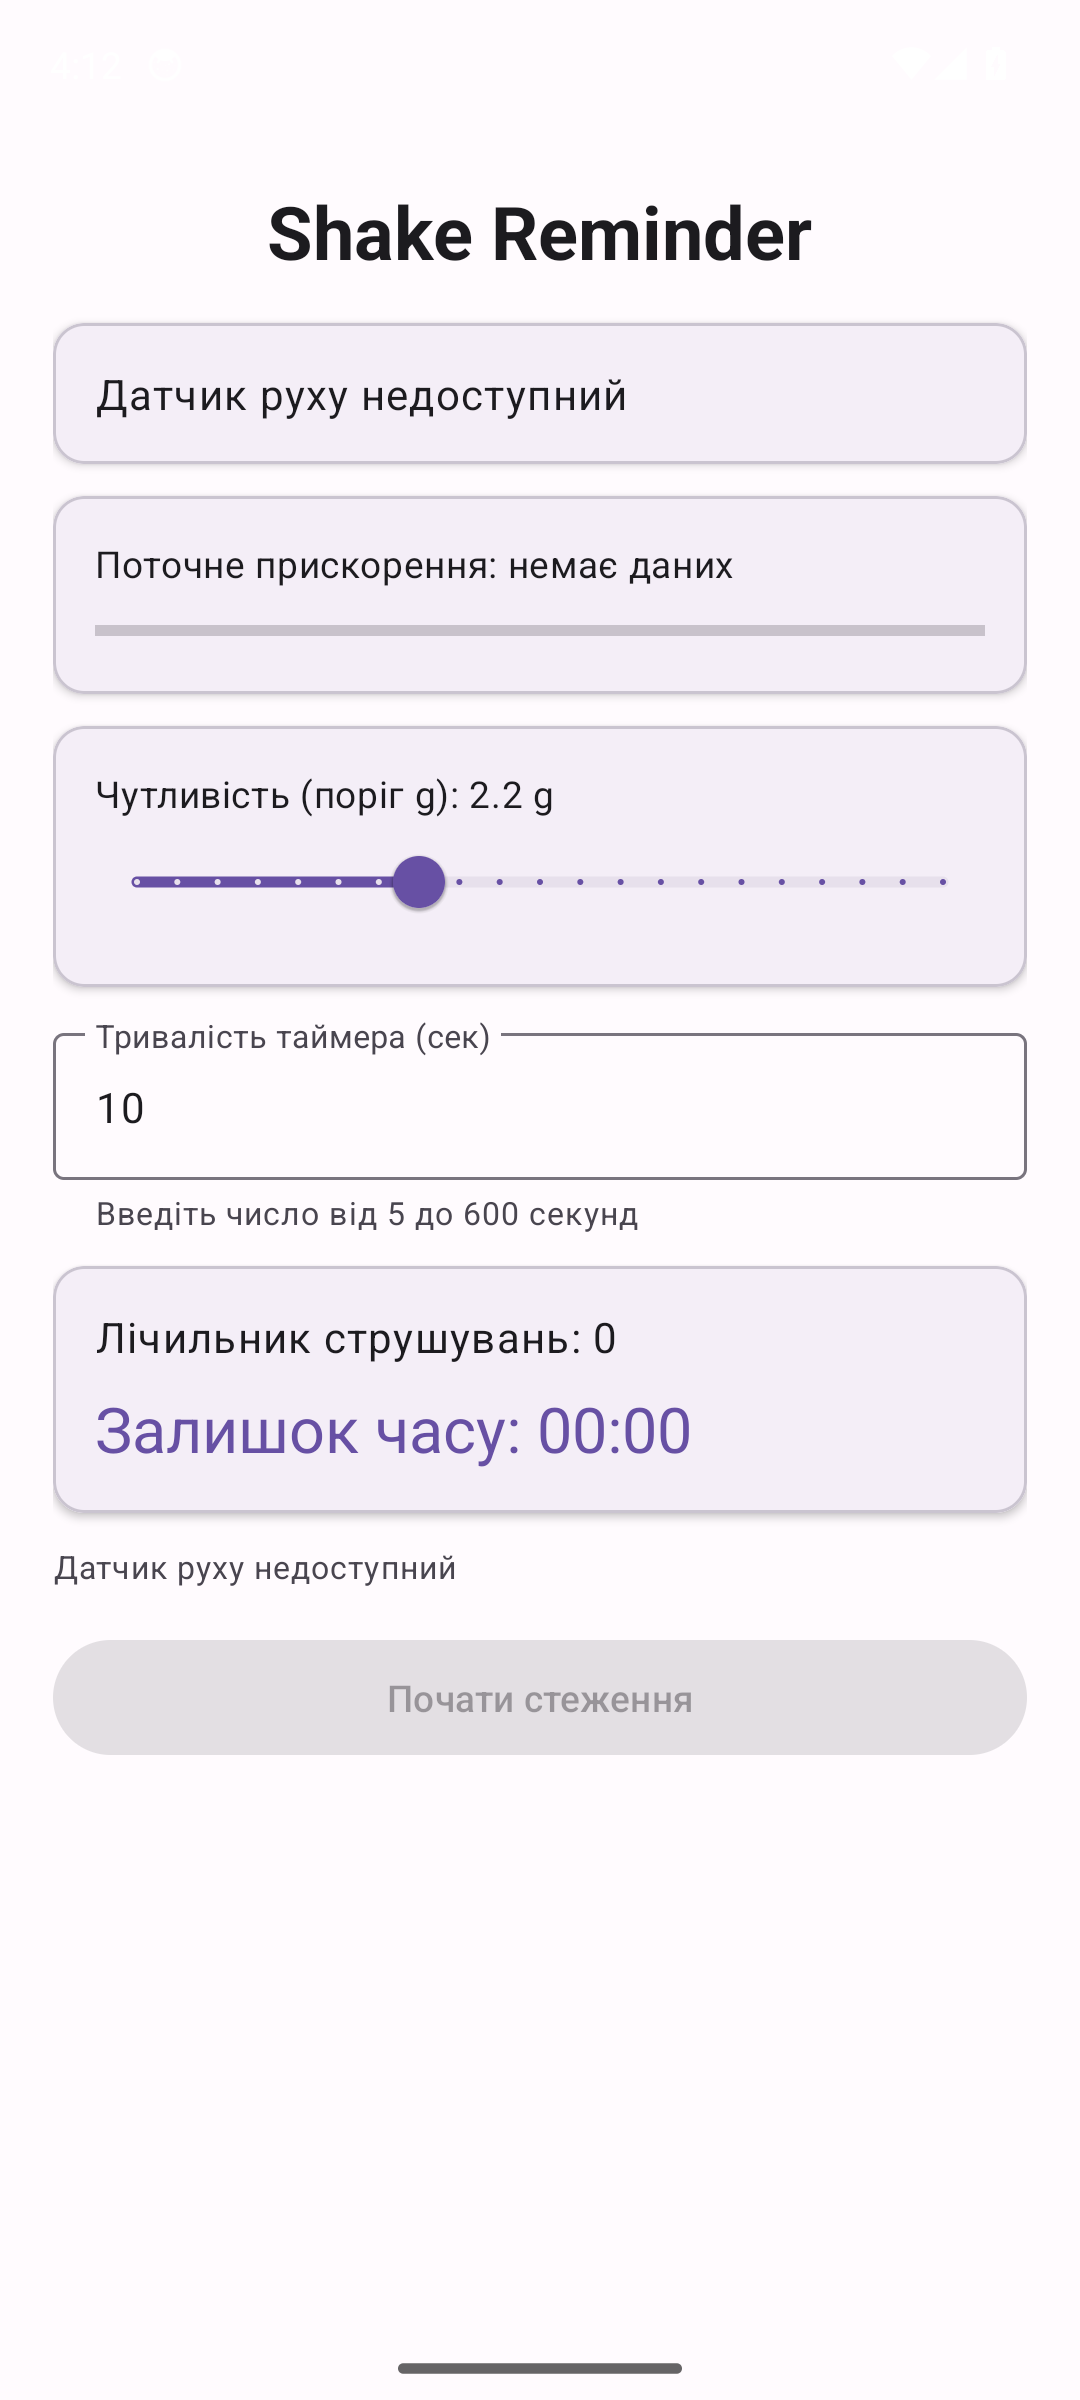 Shake Reminder
Датчик руху недоступний
Поточне прискорення: немає даних
Чутливість (поріг g): 2.2 g
Тривалість таймера (сек)
10
Введіть число від 5 до 600 секунд
Лічильник струшувань: 0
Залишок часу: 00:00
Датчик руху недоступний
Почати стеження